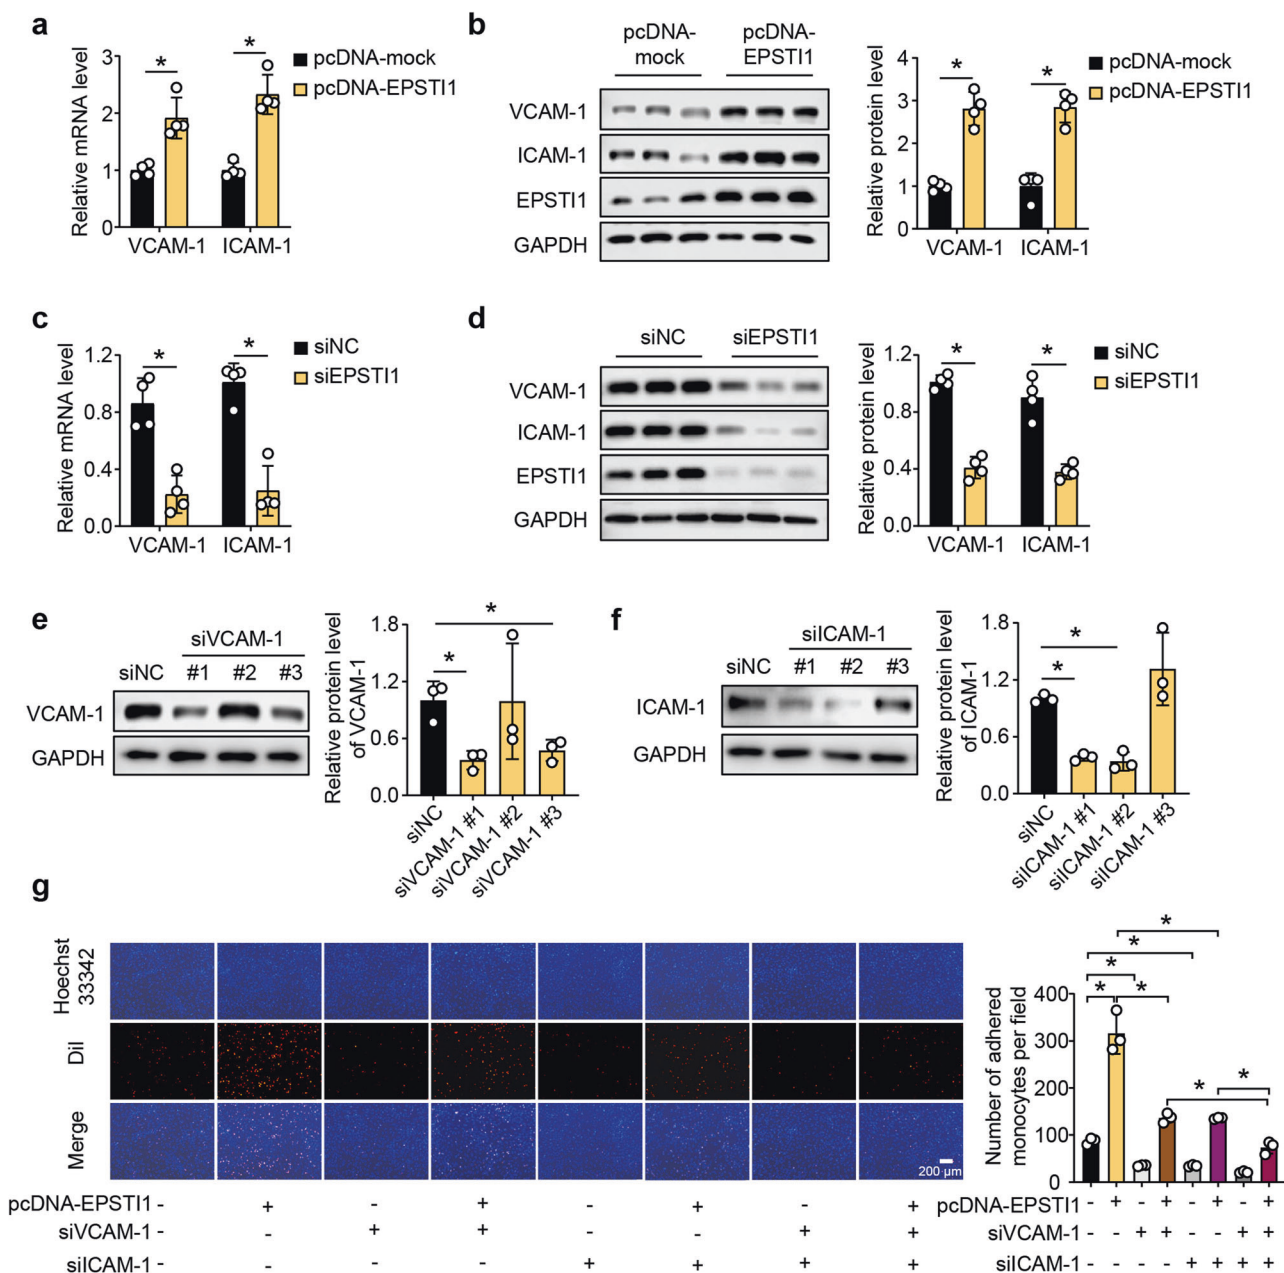 a
Relative mRNA level
3
2
1
0
*
*
pcDNA-mock
pcDNA-EPSTI1
VCAM-1
ICAM-1
b
pcDNA-
mock
pcDNA-
EPSTI1
VCAM-1
ICAM-1
EPSTI1
GAPDH
Relative protein level
4
3
2
1
0
*
*
pcDNA-mock
pcDNA-EPSTI1
VCAM-1
ICAM-1
c
Relative mRNA level
1.2
0.8
0.4
0.0
*
*
siNC
siEPSTI1
VCAM-1
ICAM-1
d
siNC
siEPSTI1
VCAM-1
ICAM-1
EPSTI1
GAPDH
Relative protein level
1.2
0.8
0.4
0.0
*
*
siNC
siEPSTI1
VCAM-1
ICAM-1
e
siVCAM-1
siNC #1 #2 #3
VCAM-1
GAPDH
Relative protein level
of VCAM-1
1.8
1.2
0.6
0.0
*
*
siNC
siVCAM-1 #1
siVCAM-1 #2
siVCAM-1 #3
f
siICAM-1
siNC #1 #2 #3
ICAM-1
GAPDH
Relative protein level
of ICAM-1
1.8
1.2
0.6
0.0
*
*
siNC
siICAM-1 #1
siICAM-1 #2
siICAM-1 #3
g
Hoechst
33342
Dil
Merge
200 µm
pcDNA-EPSTI1 - + - + - + - +
siVCAM-1 - - + + - - + +
siICAM-1 - - - - + + + +
Number of adhered
monocytes per field
400
300
200
100
0
*
*
*
*
*
*
*
pcDNA-EPSTI1 - + - + - + - +
siVCAM-1 - - + + - - + +
siICAM-1 - - - - + + + +